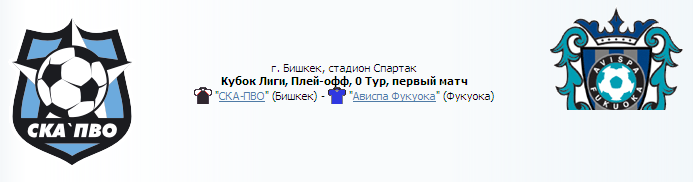 СКА`ПВО
г. Бишкек, стадион Спартак
Кубок Лиги, Плей-офф, 0 Тур, первый матч
"СКА-ПВО" (Бишкек) - "Ависпа Фукуока" (Фукуока)
AVISPA
FUKUOKA